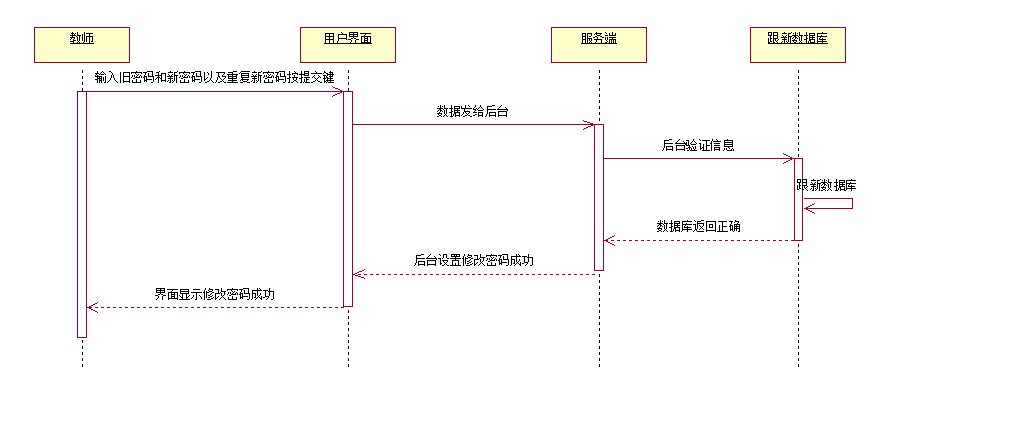 教师
用户界面
服务端
跟新数据库
输入旧密码和新密码以及重复新密码按提交键
数据发给后台
后台验证信息
跟新数据库
数据库返回正确
后台设置修改密码成功
界面显示修改密码成功